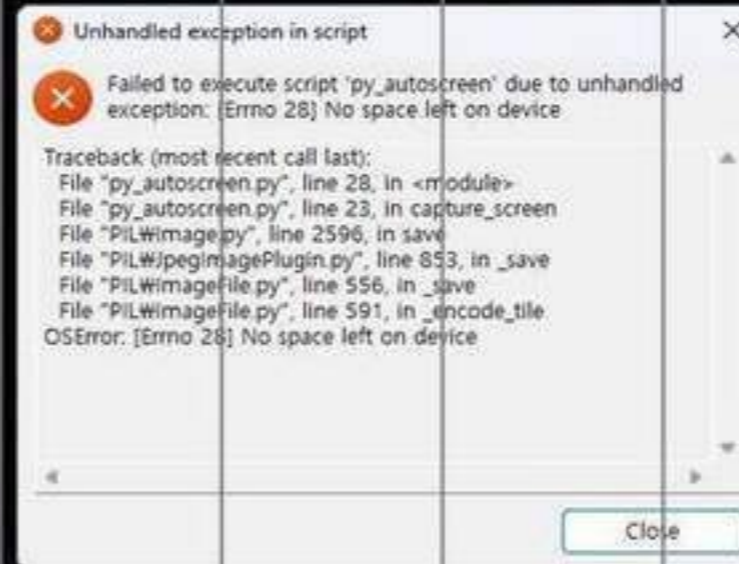 Unhandled exception in script
Failed to execute script 'py_autoscreen' due to unhandled
exception: [Errno 28] No space left on device
Traceback (most recent call last):
File "py_autoscreen.py", line 28, in <module>
File "py_autoscreen.py", line 23, in capture_screen
File "PIL₩Image.py", line 2596, in save
File "PIL₩JpegImagePlugin.py", line 853, in _save
File "PIL₩ImageFile.py", line 556, in _save
File "PIL₩ImageFile.py", line 591, in _encode_tile
OSError: [Errno 28] No space left on device
Close